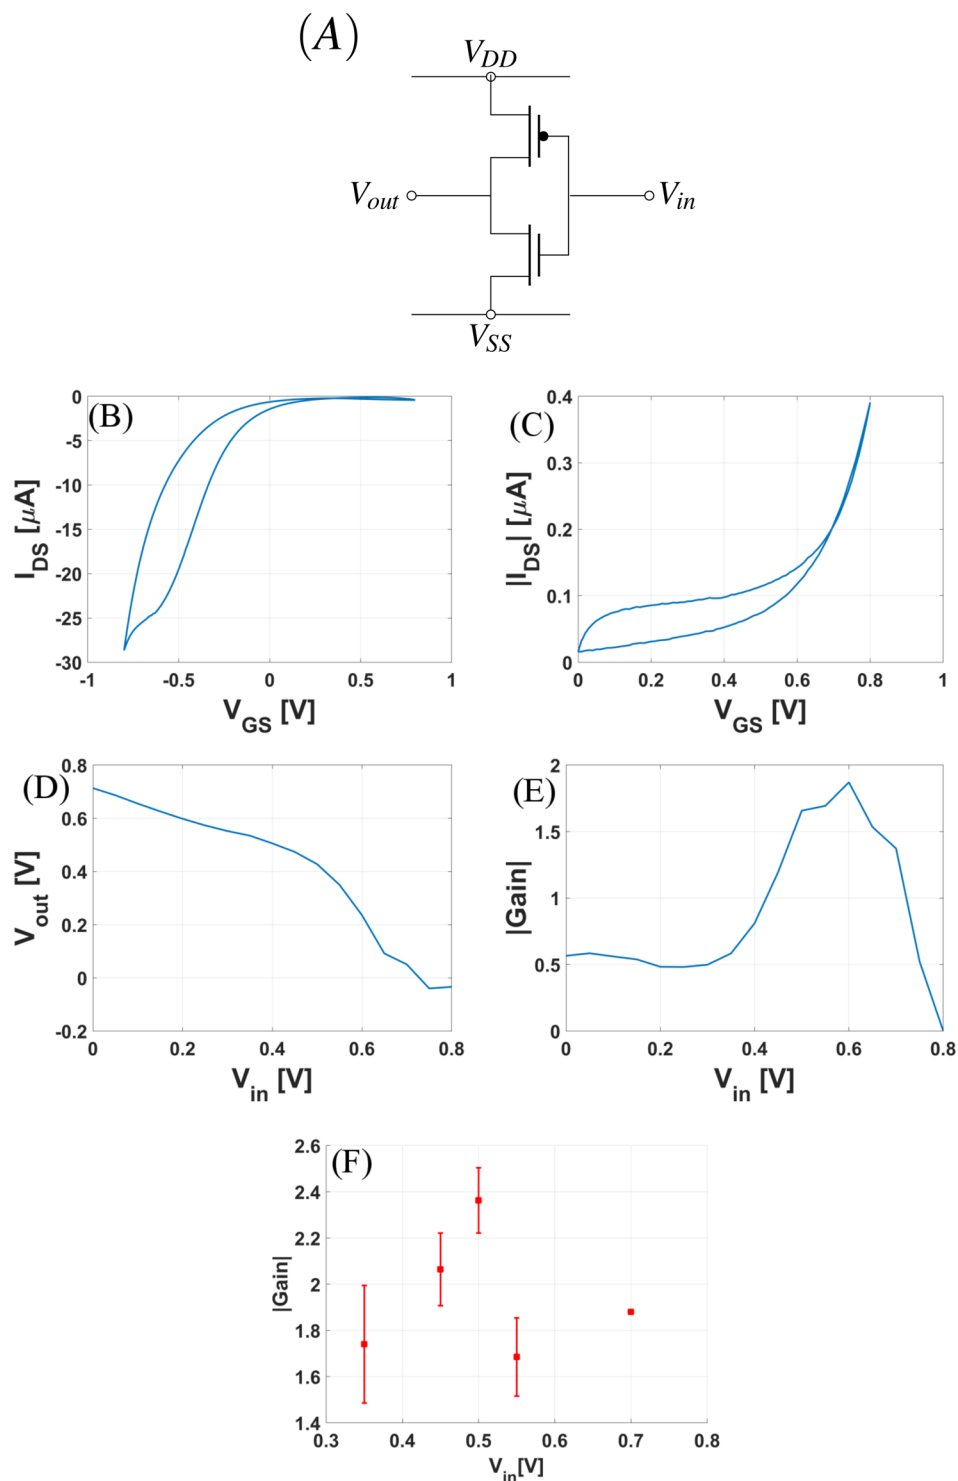 (A)
V_DD
V_out
V_in
V_SS
(B)
0
-5
-10
-15
-20
-25
-30
-1
-0.5
0
0.5
1
I_DS [μA]
V_GS [V]
(C)
0.4
0.3
0.2
0.1
0
0
0.2
0.4
0.6
0.8
1
|I_DS| [μA]
V_GS [V]
(D)
0.8
0.6
0.4
0.2
0
-0.2
0
0.2
0.4
0.6
0.8
V_out [V]
V_in [V]
(E)
2
1.5
1
0.5
0
0
0.2
0.4
0.6
0.8
|Gain|
V_in [V]
(F)
2.6
2.4
2.2
2
1.8
1.6
1.4
0.3
0.4
0.5
0.6
0.7
0.8
|Gain|
V_in[V]